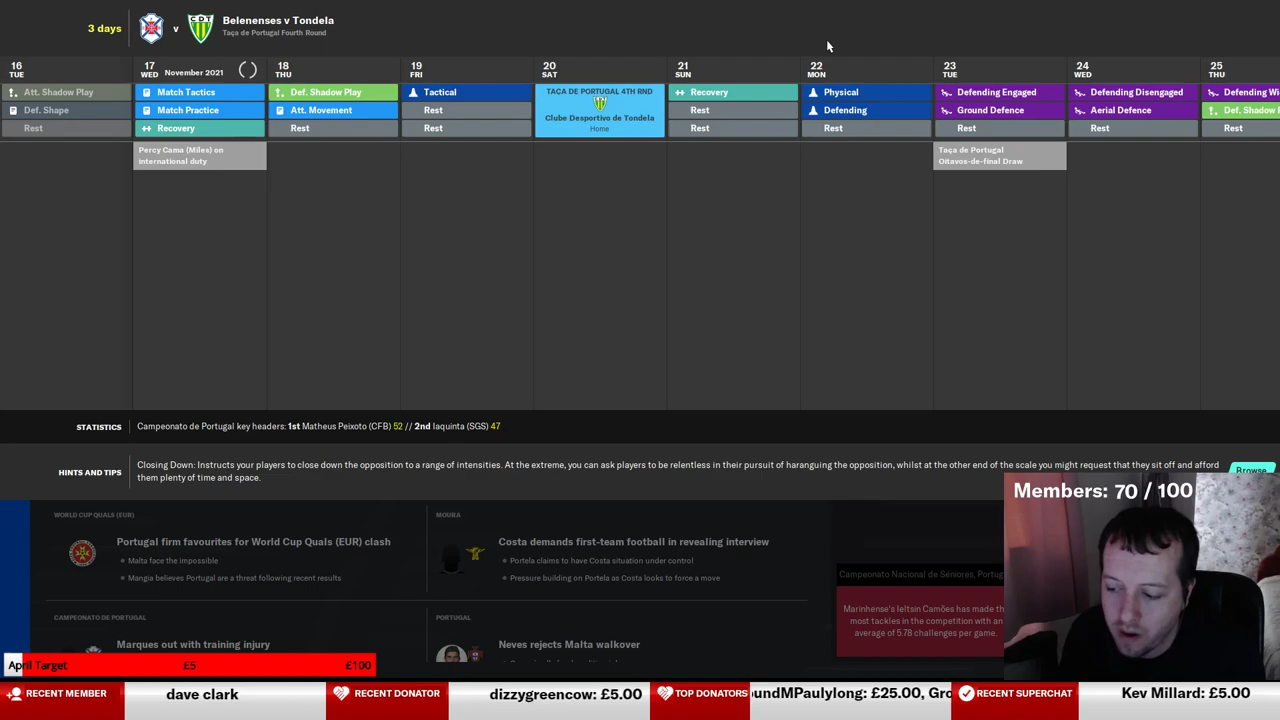 3 days
v
Belenenses v Tondela
Taça de Portugal Fourth Round
16
TUE
17
WED
November 2021
18
THU
19
FRI
20
SAT
21
SUN
22
MON
23
TUE
24
WED
25
THU
Att. Shadow Play
Def. Shape
Rest
Match Tactics
Match Practice
Recovery
Def. Shadow Play
Att. Movement
Rest
Tactical
Rest
Rest
TAÇA DE PORTUGAL 4TH RND
CDT
Clube Desportivo de Tondela
Home
Recovery
Rest
Rest
Physical
Defending
Rest
Defending Engaged
Ground Defence
Rest
Defending Disengaged
Aerial Defence
Rest
Defending Wi
Def. Shadow P
Rest
Percy Cama (Miles) on
international duty
Taça de Portugal
Oitavos-de-final Draw
STATISTICS
Campeonato de Portugal key headers: 1st Matheus Peixoto (CFB) 52 // 2nd Iaquinta (SGS) 47
HINTS AND TIPS
Closing Down: Instructs your players to close down the opposition to a range of intensities. At the extreme, you can ask players to be relentless in their pursuit of haranguing the opposition, whilst at the other end of the scale you might request that they sit off and afford
them plenty of time and space.
Browse
Members: 70 / 100
WORLD CUP QUALS (EUR)
Portugal firm favourites for World Cup Quals (EUR) clash
Malta face the impossible
Mangia believes Portugal are a threat following recent results
MOURA
Costa demands first-team football in revealing interview
Portela claims to have Costa situation under control
Pressure building on Portela as Costa looks to force a move
Campeonato Nacional de Séniores, Portug
Marinhense's Ieltsin Camões has made th
most tackles in the competition with an
average of 5.78 challenges per game.
CAMPEONATO DE PORTUGAL
Marques out with training injury
PORTUGAL
Neves rejects Malta walkover
April Target
£5
£100
RECENT MEMBER
dave clark
RECENT DONATOR
dizzygreencow: £5.00
TOP DONATORS
oundMPaulylong: £25.00, Gro
RECENT SUPERCHAT
Kev Millard: £5.00